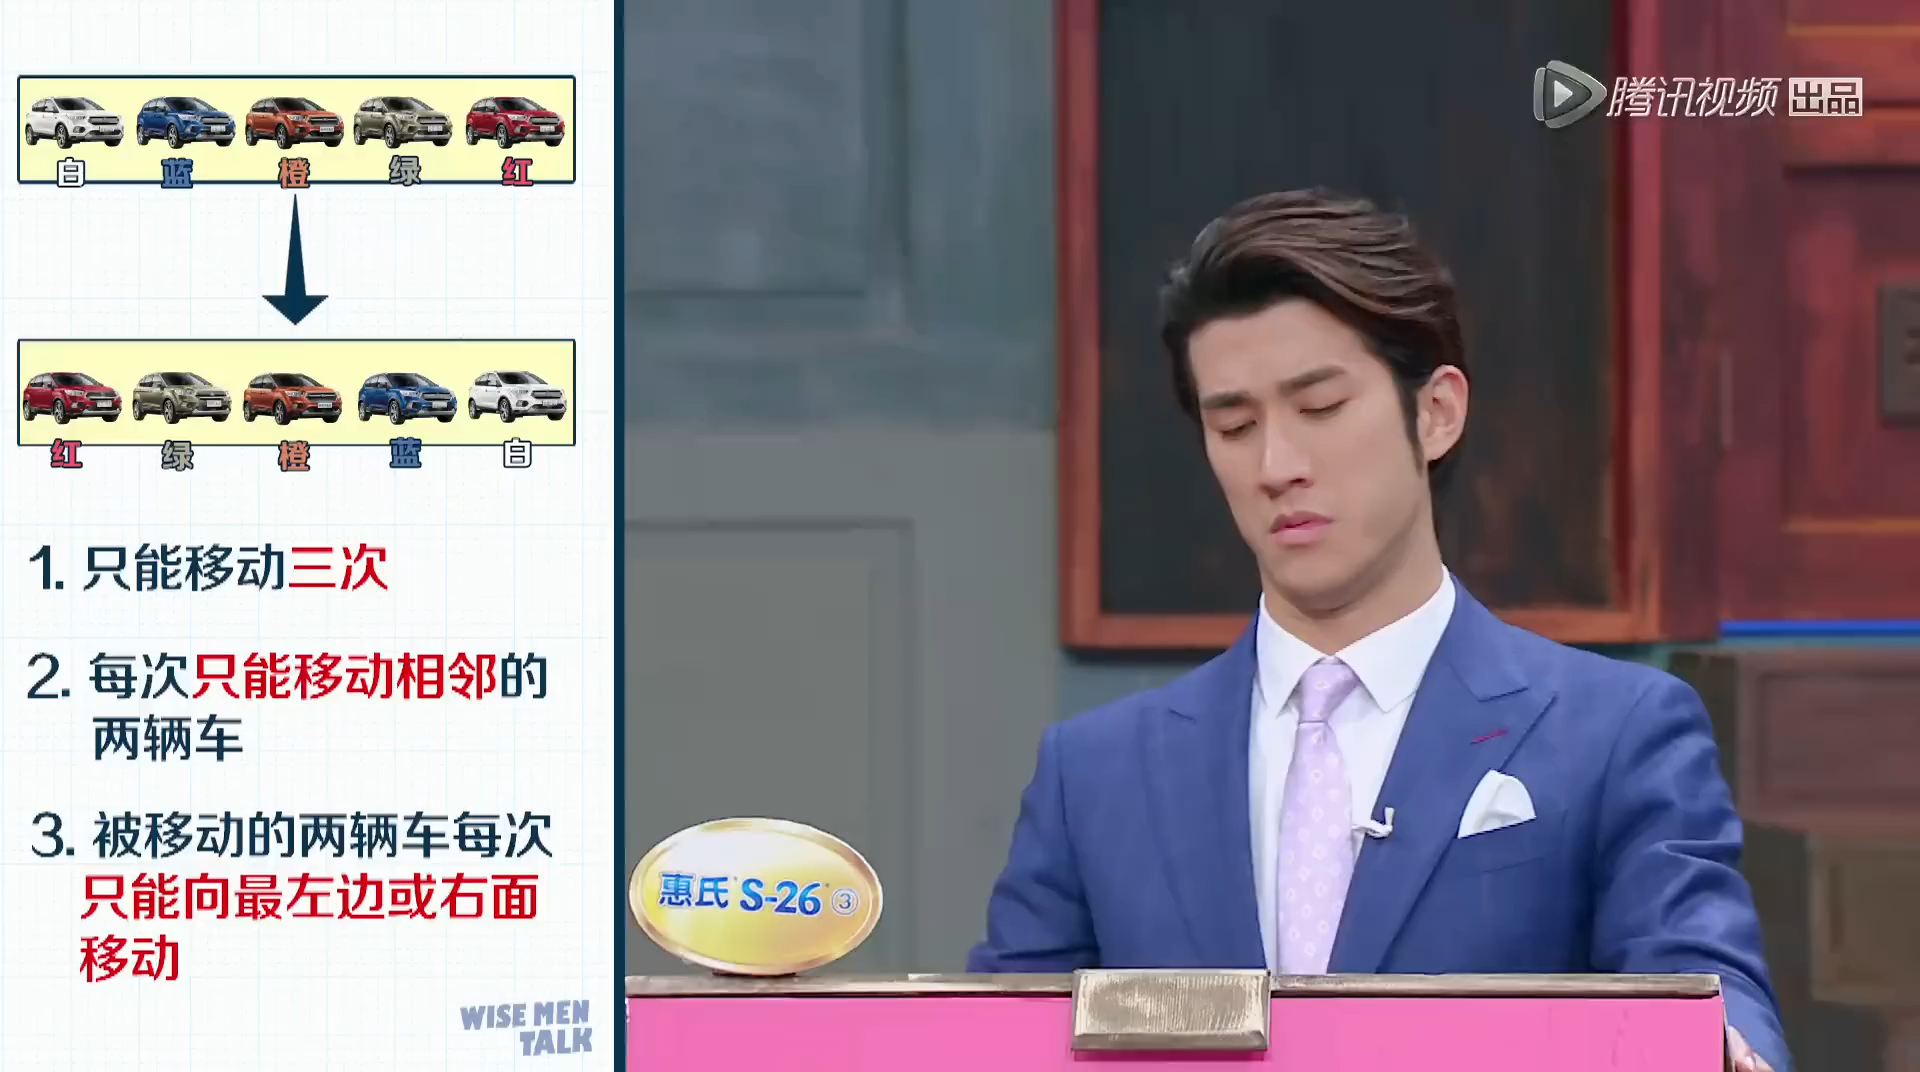 白 蓝 橙 绿 红
红 绿 橙 蓝 白
1. 只能移动三次
2. 每次只能移动相邻的
两辆车
3. 被移动的两辆车每次
只能向最左边或右面
移动
WISE MEN
TALK
腾讯视频 出品
惠氏 S-26 3